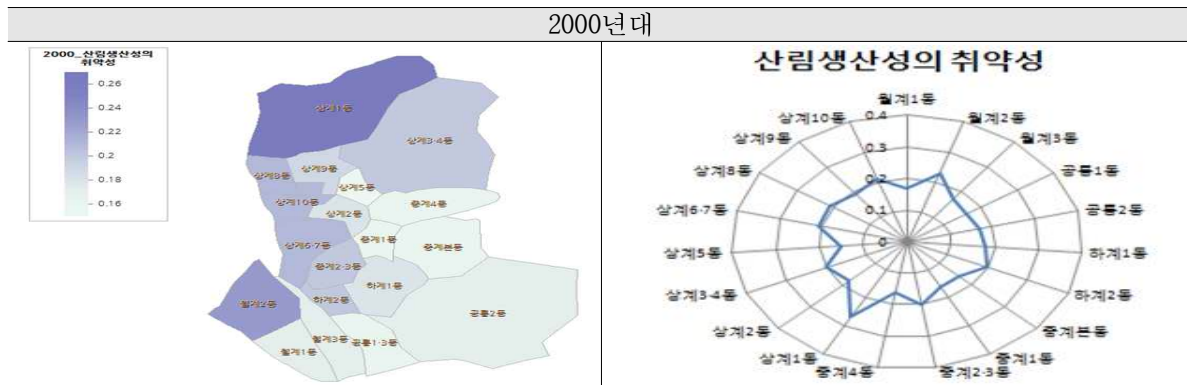 2000년대
2000_산림생산성의
취약성
0.26
0.24
0.22
0.2
0.18
0.16
상계1동
상계3·4동
상계8동
상계9동
상계5동
상계10동
상계2동
중계4동
상계6·7동
중계1동
중계본동
중계2·3동
하계1동
하계2동
월계2동
공릉2동
월계3동
월계1동
공릉1·3동
산림생산성의 취약성
월계1동
월계2동
월계3동
공릉1동
공릉2동
하계1동
하계2동
중계본동
중계1동
중계2·3동
중계4동
상계1동
상계2동
상계3·4동
상계5동
상계6·7동
상계8동
상계9동
상계10동
0.4
0.3
0.2
0.1
0